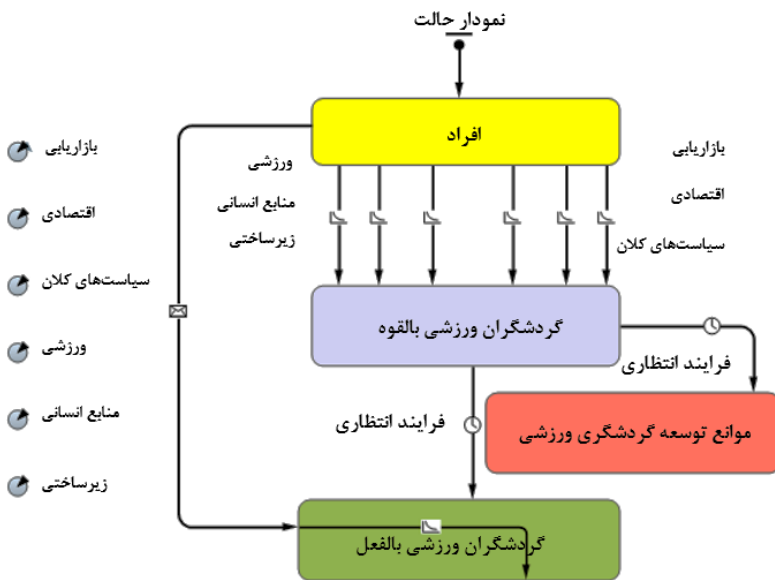 نمودار حالت
افراد
بازاریابی
اقتصادی
سیاست‌های کلان
ورزشی
منابع انسانی
زیرساختی
گردشگران ورزشی بالقوه
فرایند انتظاری
موانع توسعه گردشگری ورزشی
فرایند انتظاری
گردشگران ورزشی بالفعل
بازاریابی
اقتصادی
سیاست‌های کلان
ورزشی
منابع انسانی
زیرساختی